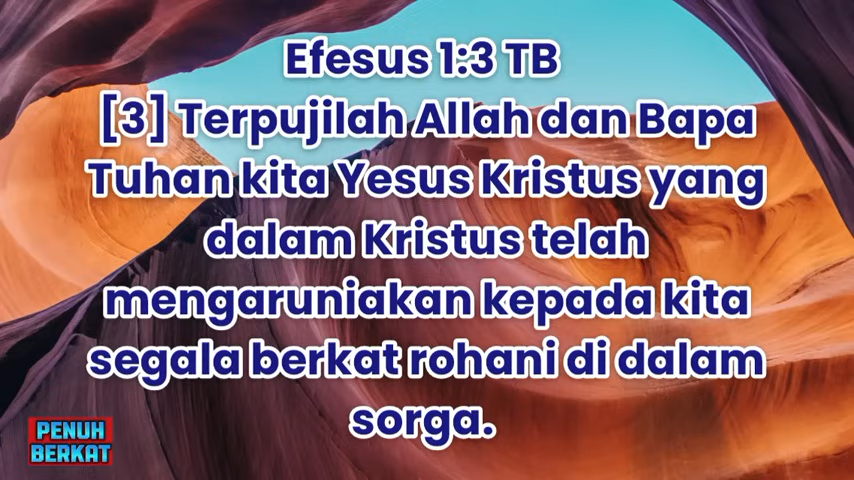 Efesus 1:3 TB
[3] Terpujilah Allah dan Bapa
Tuhan kita Yesus Kristus yang
dalam Kristus telah
mengaruniakan kepada kita
segala berkat rohani di dalam
sorga.
PENUH
BERKAT